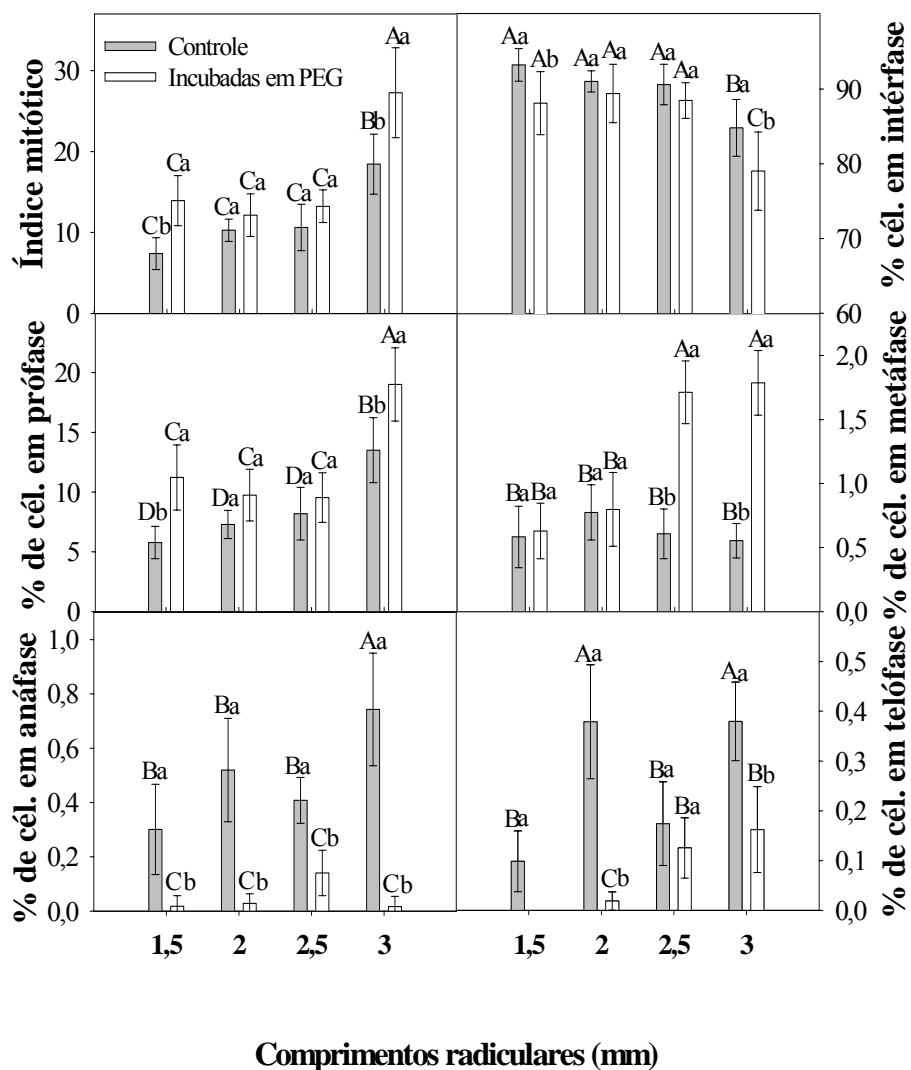 Controle
Incubadas em PEG
Índice mitótico
30
20
10
0
Cb Ca Ca Ca Ca Ca Bb Aa
% cél. em intérfase
90
80
70
60
Aa Ab Aa Aa Aa Aa Ba Cb
% de cél. em prófase
20
15
10
5
0
Db Ca Da Ca Da Ca Bb Aa
% de cél. em metáfase
2,0
1,5
1,0
0,5
0,0
Ba Ba Ba Ba Bb Aa Bb Aa
% de cél. em anáfase
1,0
0,8
0,6
0,4
0,2
0,0
Ba Cb Ba Cb Ba Cb Aa Cb
% de cél. em telófase
0,5
0,4
0,3
0,2
0,1
0,0
Ba Aa Cb Ba Ba Aa Bb
1,5 2 2,5 3
1,5 2 2,5 3
Comprimentos radiculares (mm)